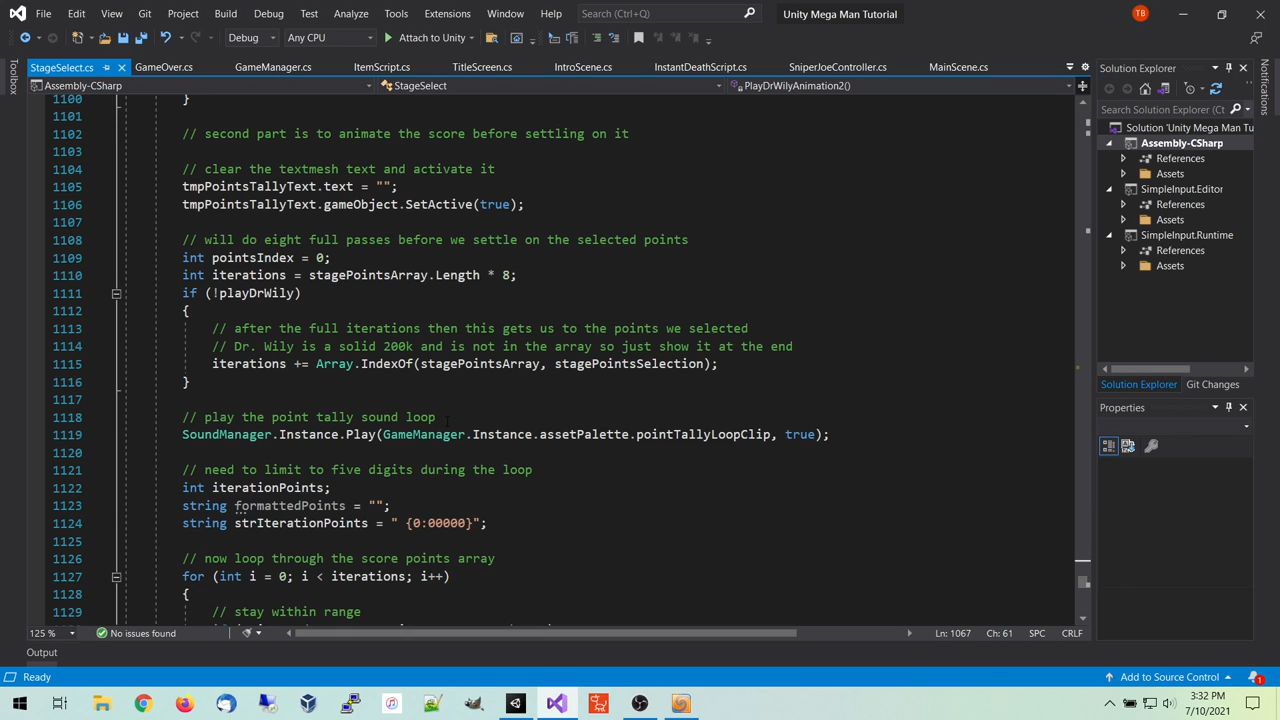 File Edit View Git Project Build Debug Test Analyze Tools Extensions Window Help Search (Ctrl+Q) Unity Mega Man Tutorial TB
Debug Any CPU Attach to Unity
Toolbox
StageSelect.cs GameOver.cs GameManager.cs ItemScript.cs TitleScreen.cs IntroScene.cs InstantDeathScript.cs SniperJoeController.cs MainScene.cs
Assembly-CSharp StageSelect PlayDrWilyAnimation2()
1100 }
1101
1102 // second part is to animate the score before settling on it
1103
1104 // clear the textmesh text and activate it
1105 tmpPointsTallyText.text = "";
1106 tmpPointsTallyText.gameObject.SetActive(true);
1107
1108 // will do eight full passes before we settle on the selected points
1109 int pointsIndex = 0;
1110 int iterations = stagePointsArray.Length * 8;
1111 if (!playDrWily)
1112 {
1113 // after the full iterations then this gets us to the points we selected
1114 // Dr. Wily is a solid 200k and is not in the array so just show it at the end
1115 iterations += Array.IndexOf(stagePointsArray, stagePointsSelection);
1116 }
1117
1118 // play the point tally sound loop
1119 SoundManager.Instance.Play(GameManager.Instance.assetPalette.pointTallyLoopClip, true);
1120
1121 // need to limit to five digits during the loop
1122 int iterationPoints;
1123 string formattedPoints = "";
1124 string strIterationPoints = " {0:00000}";
1125
1126 // now loop through the score points array
1127 for (int i = 0; i < iterations; i++)
1128 {
1129 // stay within range
125 % No issues found Ln: 1067 Ch: 61 SPC CRLF
Output
Solution Explorer
Search Solution Explorer (Ct
Solution 'Unity Mega Man Tu
Assembly-CSharp
References
Assets
SimpleInput.Editor
References
Assets
SimpleInput.Runtime
References
Assets
Solution Explorer Git Changes
Properties
Notifications
Ready Add to Source Control 1
3:32 PM
7/10/2021